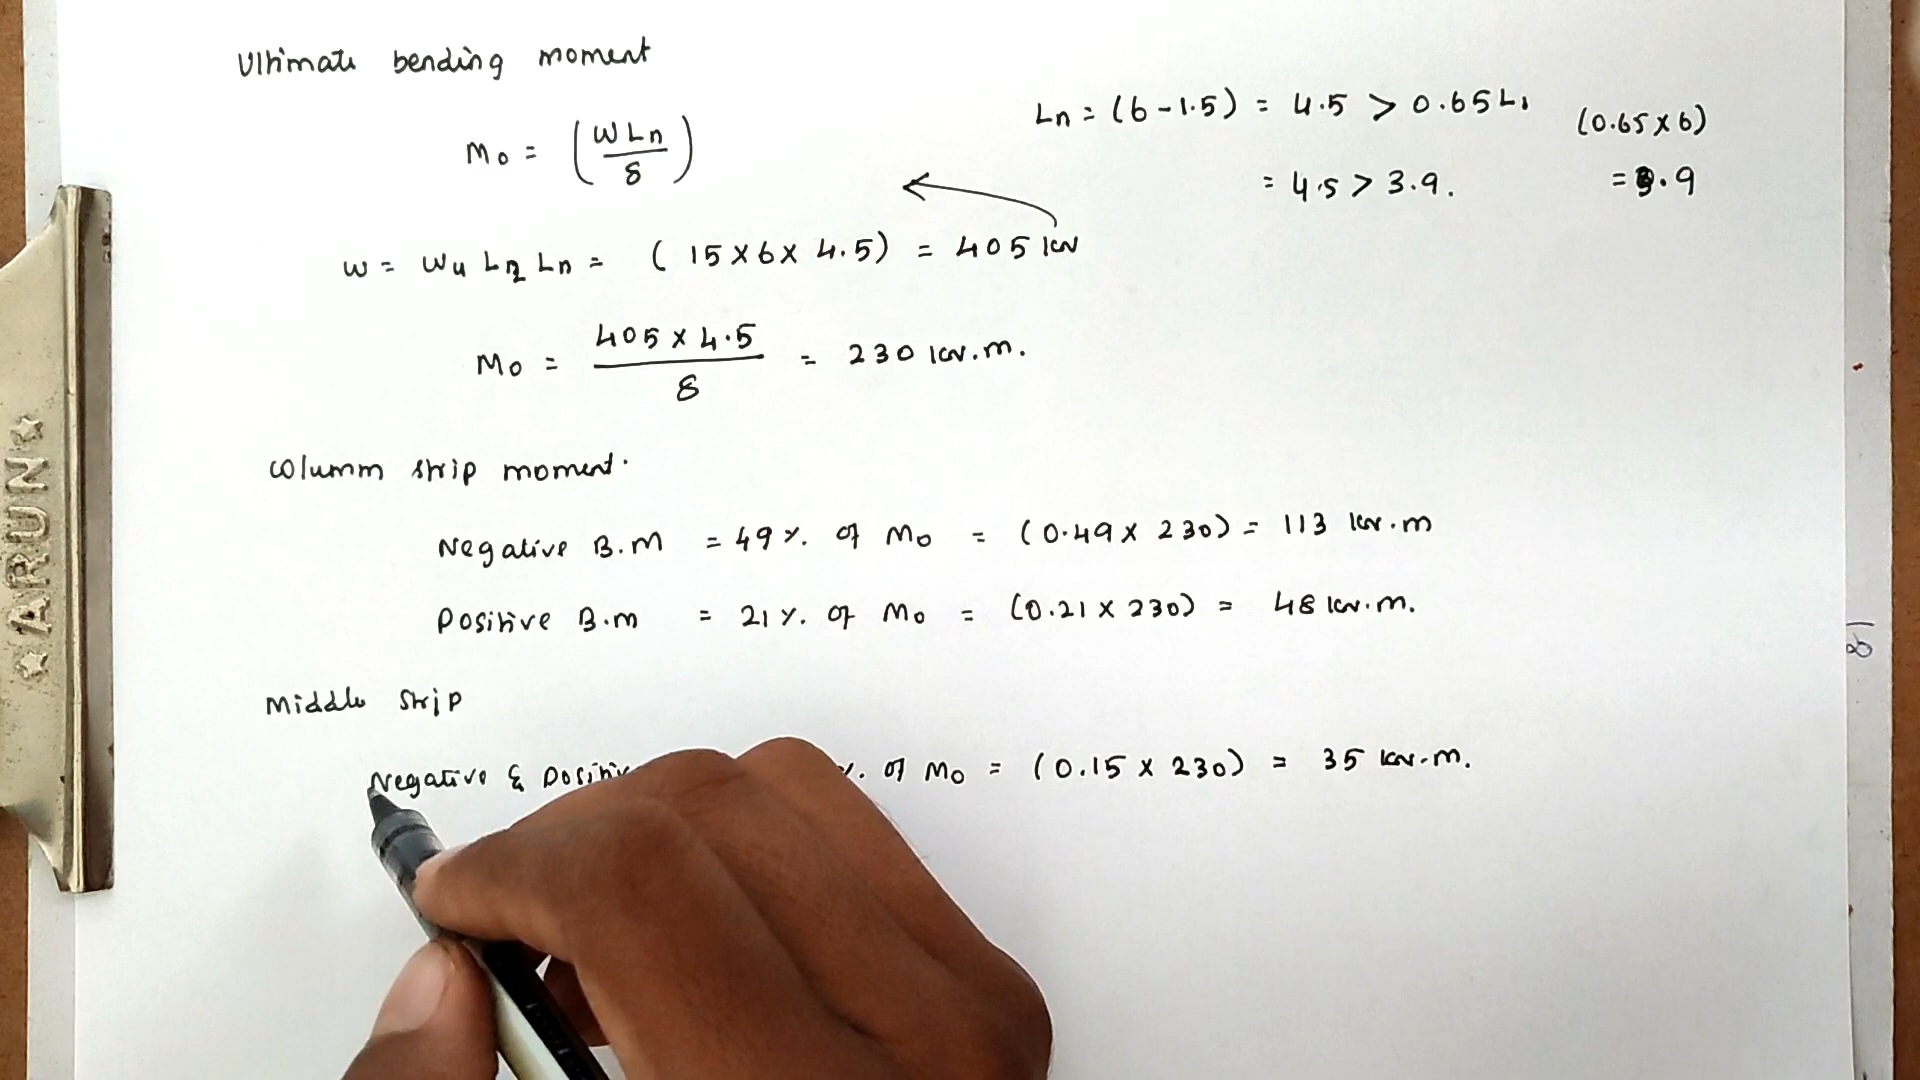 Ultimate bending moment
Mo = (W Ln / 8)
Ln = (6 - 1.5) = 4.5 > 0.65 L1
(0.65 x 6)
= 4.5 > 3.9.
= 3.9
W = Wu L2 Ln = ( 15 x 6 x 4.5) = 405 kN
Mo = 405 x 4.5 / 8 = 230 kN.m.
Column strip moment.
Negative B.M = 49 %. of Mo = (0.49 x 230) = 113 kN.m
Positive B.m = 21 %. of Mo = (0.21 x 230) = 48 kN.m.
Middle Strip
Negative & %. of Mo = (0.15 x 230) = 35 kN.m.
ARUN